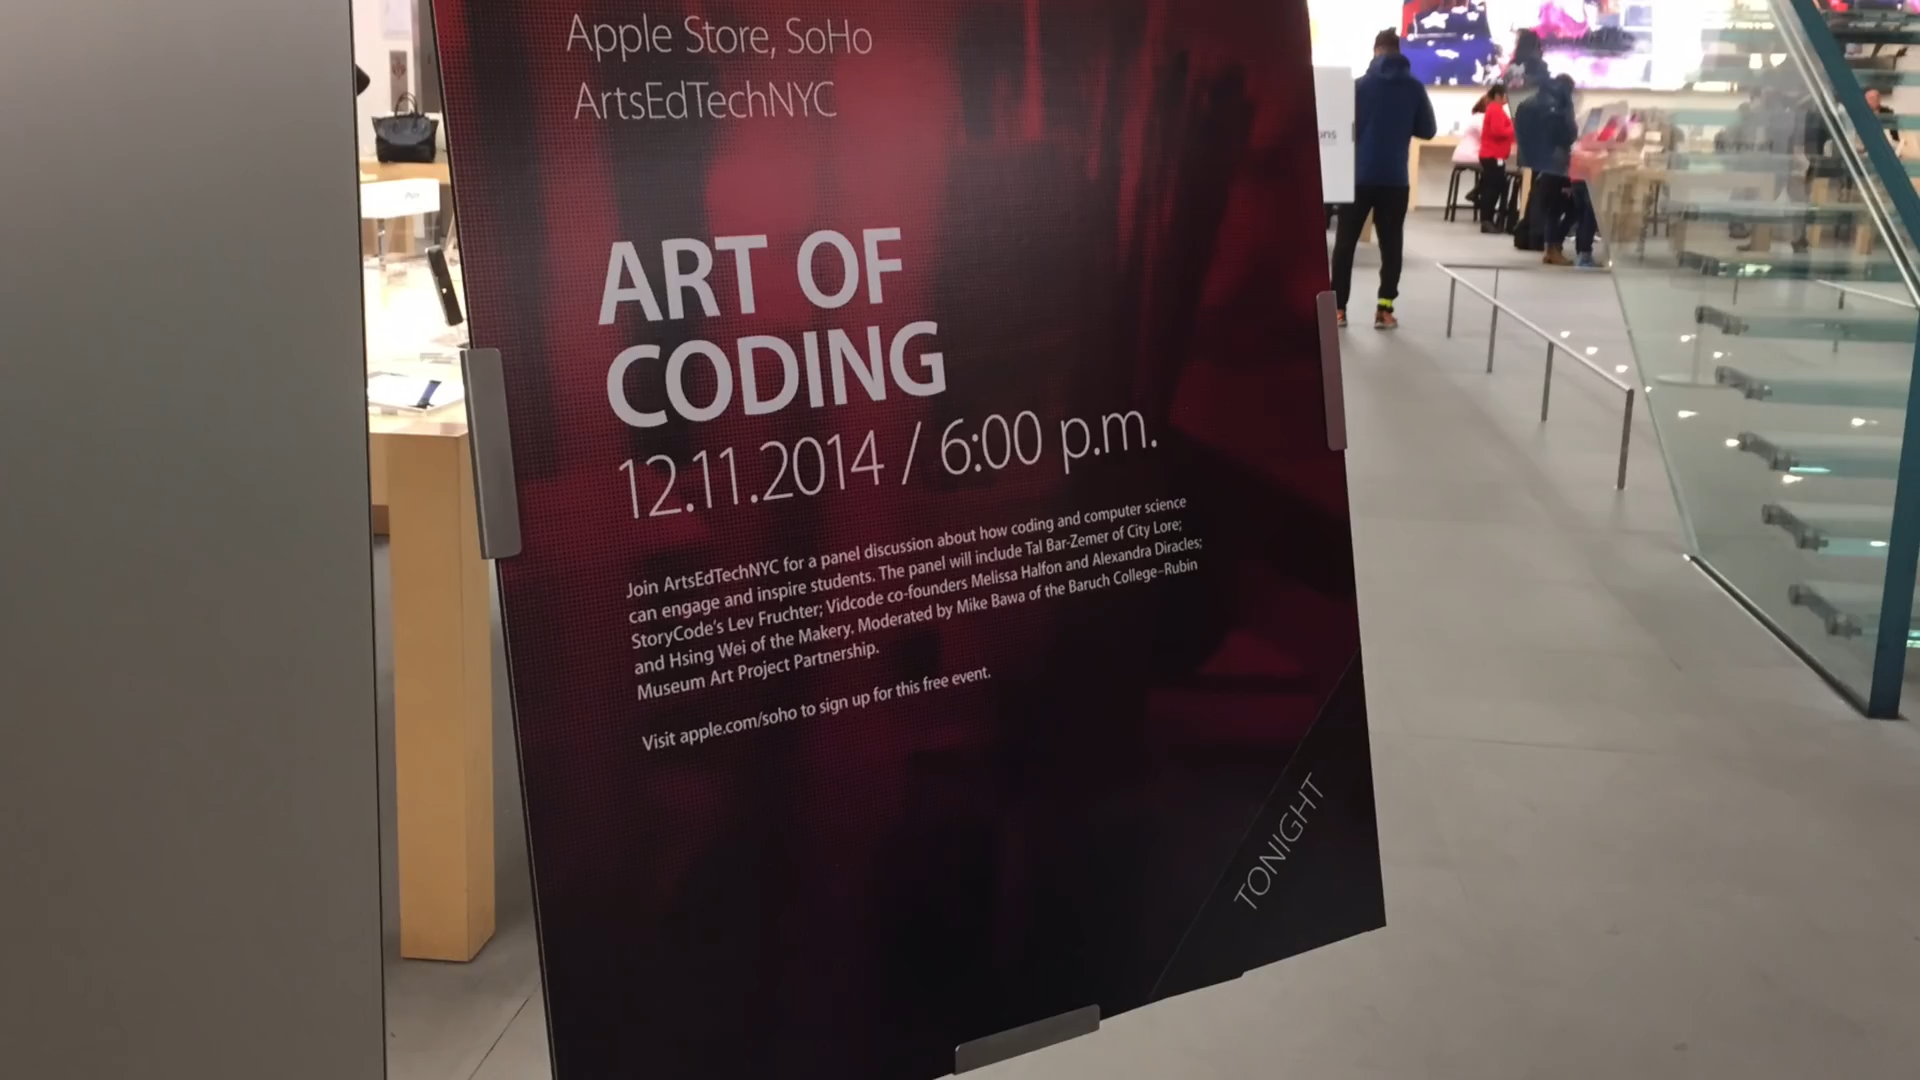 Apple Store, SoHo
ArtsEdTechNYC
ART OF
CODING
12.11.2014 / 6:00 p.m.
Join ArtsEdTechNYC for a panel discussion about how coding and computer science
can engage and inspire students. The panel will include Tal Bar-Zemer of City Lore;
StoryCode's Lev Fruchter; Vidcode co-founders Melissa Halfon and Alexandra Diracles;
and Hsing Wei of the Makery. Moderated by Mike Bawa of the Baruch College–Rubin
Museum Art Project Partnership.
Visit apple.com/soho to sign up for this free event.
TONIGHT